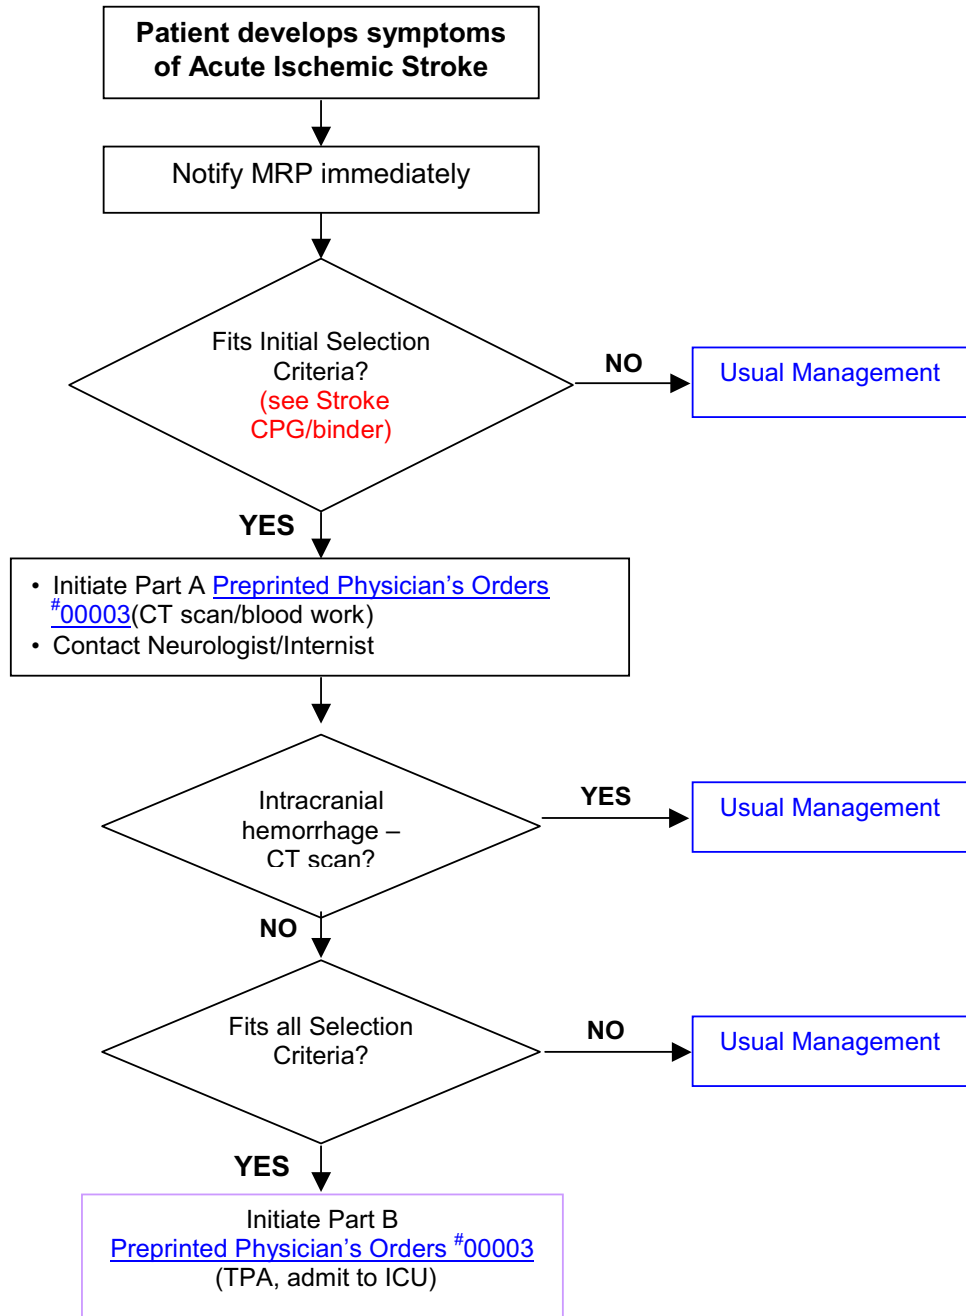 Patient develops symptoms
of Acute Ischemic Stroke
Notify MRP immediately
Fits Initial Selection
Criteria?
(see Stroke
CPG/binder)
NO
Usual Management
YES
• Initiate Part A Preprinted Physician's Orders
#00003(CT scan/blood work)
• Contact Neurologist/Internist
Intracranial
hemorrhage –
CT scan?
YES
Usual Management
NO
Fits all Selection
Criteria?
NO
Usual Management
YES
Initiate Part B
Preprinted Physician's Orders #00003
(TPA, admit to ICU)